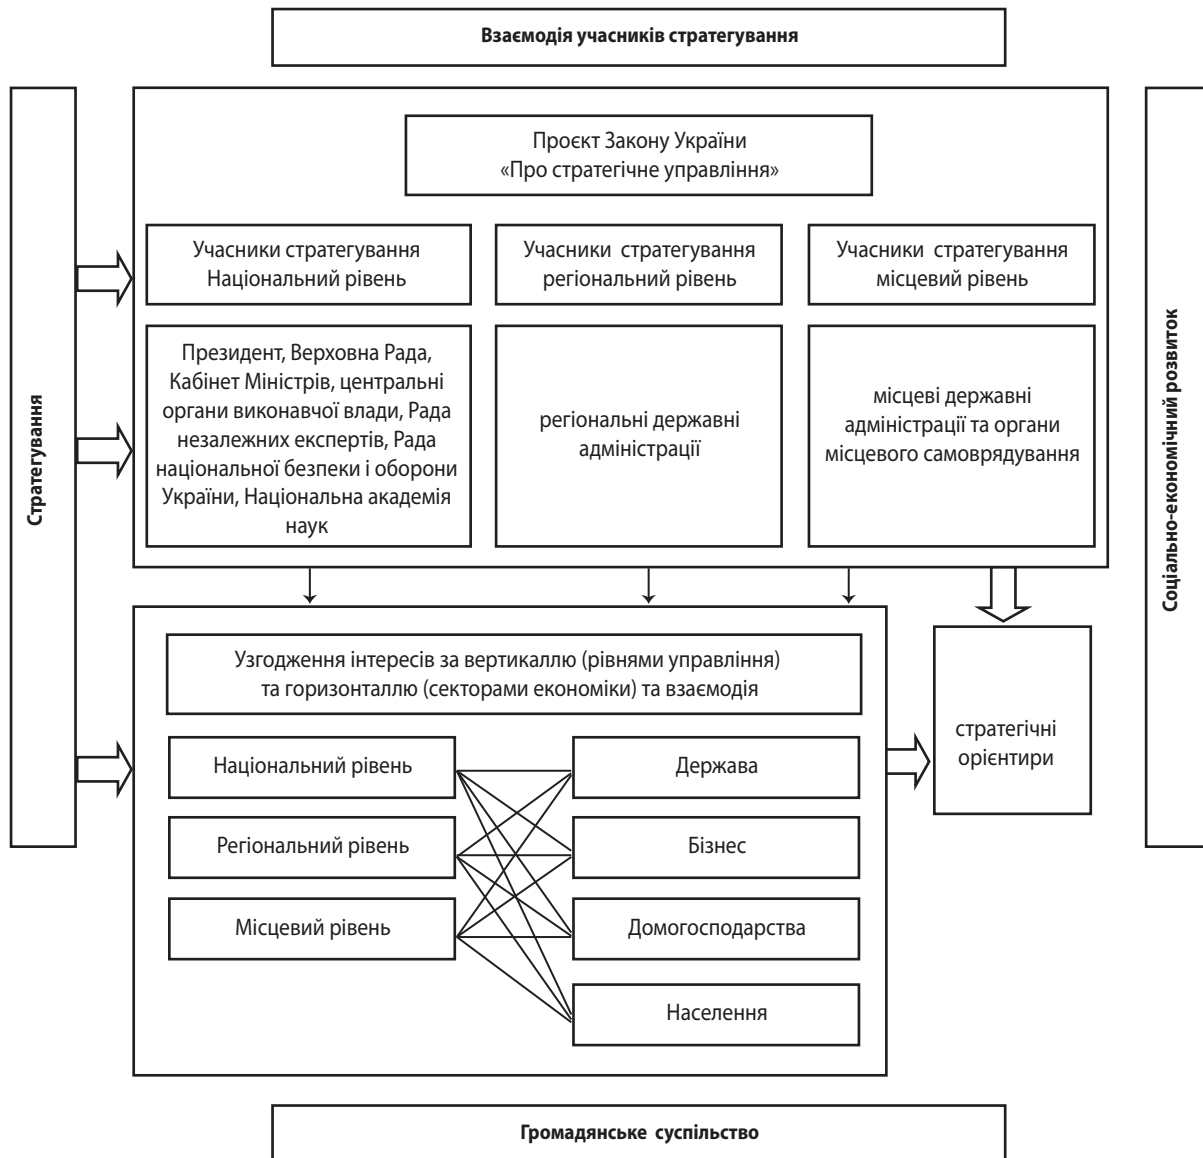 Взаємодія учасників стратегування
Стратегування
Проєкт Закону України
«Про стратегічне управління»
Учасники стратегування
Національний рівень
Учасники стратегування
регіональний рівень
Учасники стратегування
місцевий рівень
Президент, Верховна Рада,
Кабінет Міністрів, центральні
органи виконавчої влади, Рада
незалежних експертів, Рада
національної безпеки і оборони
України, Національна академія
наук
регіональні державні
адміністрації
місцеві державні
адміністрації та органи
місцевого самоврядування
Соціально-економічний розвиток
Узгодження інтересів за вертикаллю (рівнями управління)
та горизонталлю (секторами економіки) та взаємодія
Національний рівень
Регіональний рівень
Місцевий рівень
Держава
Бізнес
Домогосподарства
Населення
стратегічні
орієнтири
Громадянське суспільство